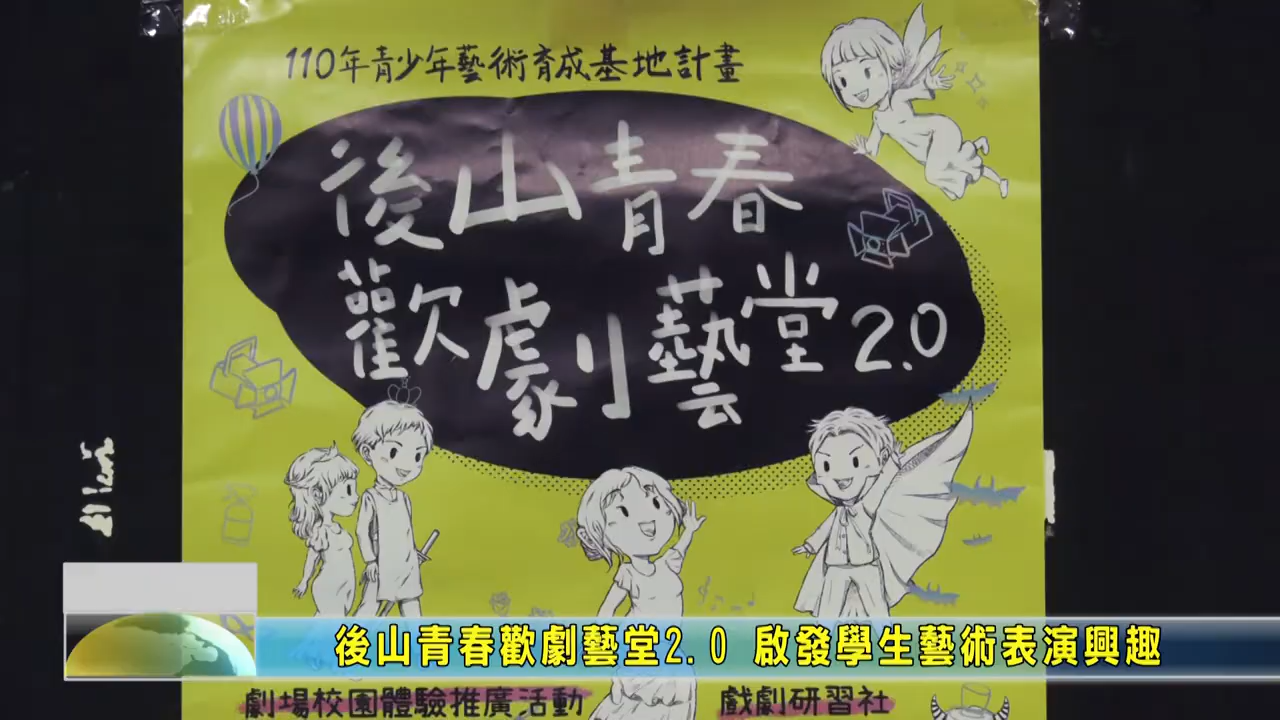 110年青少年藝術育成基地計畫
後山青春
歡劇藝堂2.0
後山青春歡劇藝堂2.0 啟發學生藝術表演興趣
劇場校園體驗推廣活動
戲劇研習社